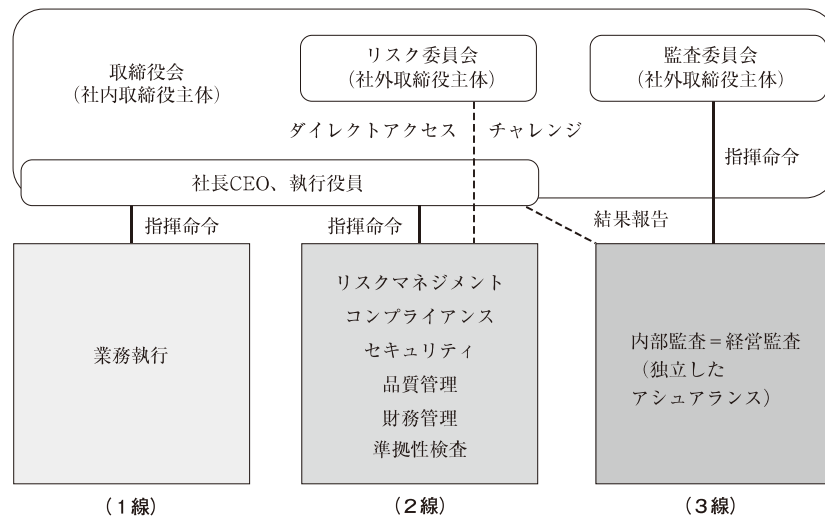 取締役会
（社内取締役主体）
リスク委員会
（社外取締役主体）
監査委員会
（社外取締役主体）
ダイレクトアクセス
チャレンジ
指揮命令
社長CEO、執行役員
指揮命令
指揮命令
結果報告
業務執行
リスクマネジメント
コンプライアンス
セキュリティ
品質管理
財務管理
準拠性検査
内部監査＝経営監査
（独立した
アシュアランス）
（1線）
（2線）
（3線）